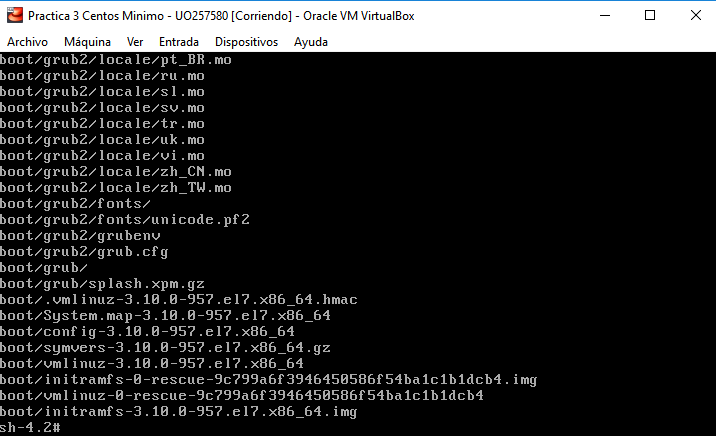 Practica 3 Centos Minimo - UO257580 [Corriendo] - Oracle VM VirtualBox
Archivo Máquina Ver Entrada Dispositivos Ayuda
boot/grub2/locale/pt_BR.mo
boot/grub2/locale/ru.mo
boot/grub2/locale/sl.mo
boot/grub2/locale/sv.mo
boot/grub2/locale/tr.mo
boot/grub2/locale/uk.mo
boot/grub2/locale/vi.mo
boot/grub2/locale/zh_CN.mo
boot/grub2/locale/zh_TW.mo
boot/grub2/fonts/
boot/grub2/fonts/unicode.pf2
boot/grub2/grubenv
boot/grub2/grub.cfg
boot/grub/
boot/grub/splash.xpm.gz
boot/.vmlinuz-3.10.0-957.el7.x86_64.hmac
boot/System.map-3.10.0-957.el7.x86_64
boot/config-3.10.0-957.el7.x86_64
boot/symvers-3.10.0-957.el7.x86_64.gz
boot/vmlinuz-3.10.0-957.el7.x86_64
boot/initramfs-0-rescue-9c799a6f3946450586f54ba1c1b1dcb4.img
boot/vmlinuz-0-rescue-9c799a6f3946450586f54ba1c1b1dcb4
boot/initramfs-3.10.0-957.el7.x86_64.img
sh-4.2#